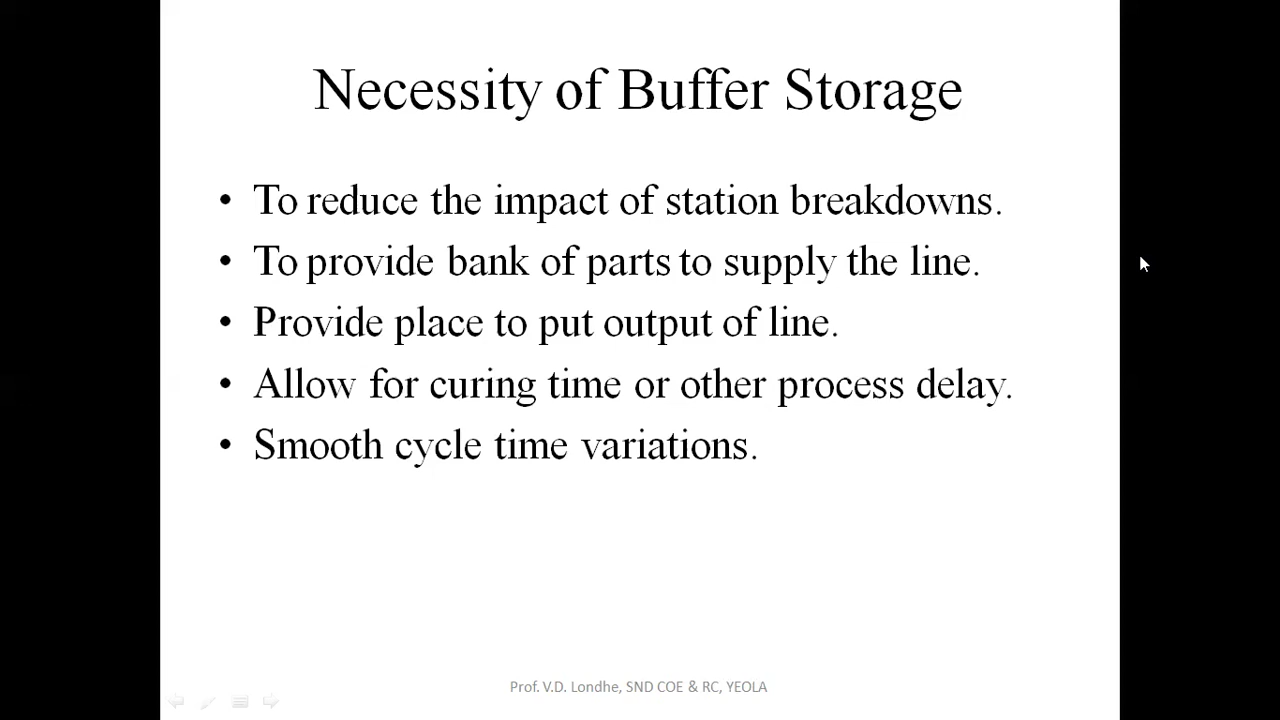 Necessity of Buffer Storage
• To reduce the impact of station breakdowns.
• To provide bank of parts to supply the line.
• Provide place to put output of line.
• Allow for curing time or other process delay.
• Smooth cycle time variations.
Prof. V.D. Londhe, SND COE & RC, YEOLA